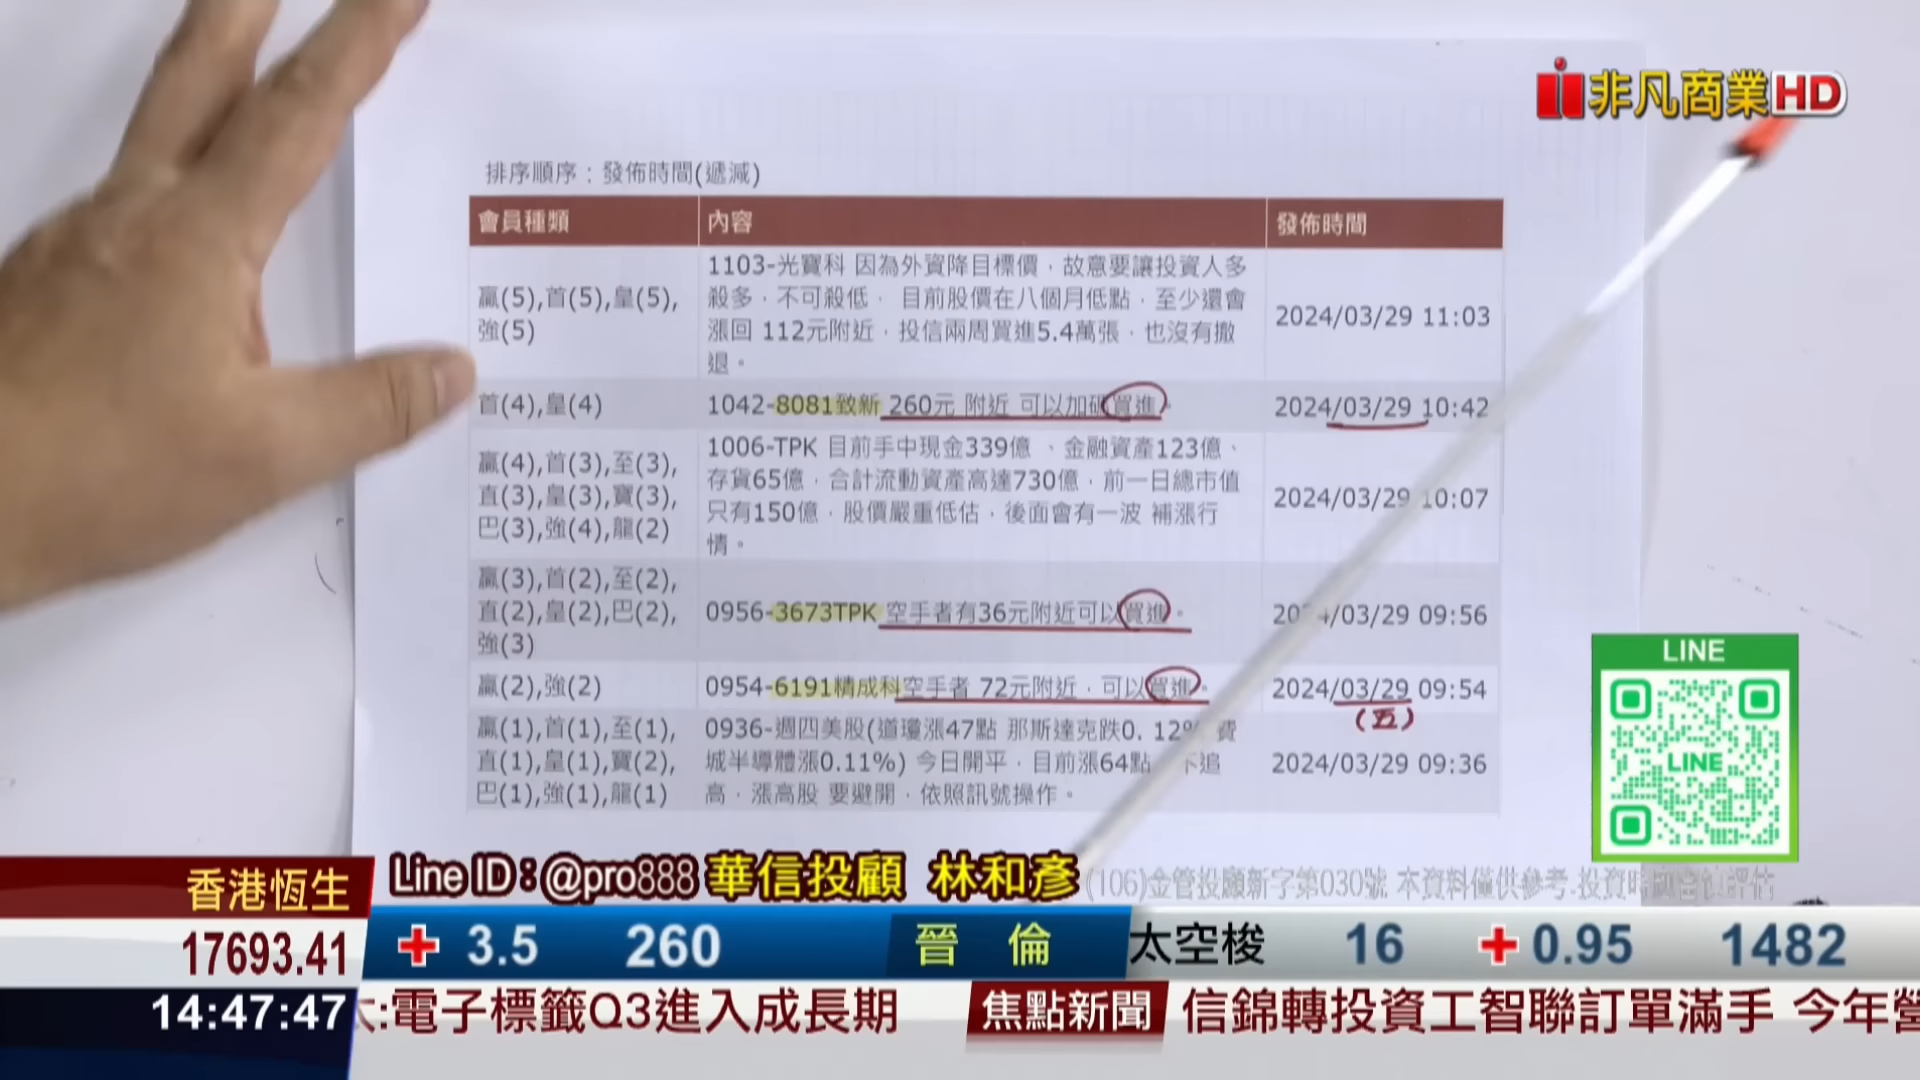 非凡商業HD
排序順序：發佈時間(遞減)
會員種類 內容 發佈時間
贏(5),首(5),皇(5),
強(5)
1103-光寶科 因為外資降目標價，故意要讓投資人多
殺多，不可殺低， 目前股價在八個月低點，至少還會
漲回 112元附近，投信兩周買進5.4萬張，也沒有撤
退。
2024/03/29 11:03
首(4),皇(4)
1042-8081致新 260元 附近 可以加碼買進。
2024/03/29 10:42
贏(4),首(3),至(3),
直(3),皇(3),寶(3),
巴(3),強(4),龍(2)
1006-TPK 目前手中現金339億 、金融資產123億、
存貨65億，合計流動資產高達730億，前一日總市值
只有150億，股價嚴重低估，後面會有一波 補漲行
情。
2024/03/29 10:07
贏(3),首(2),至(2),
直(2),皇(2),巴(2),
強(3)
0956-3673TPK 空手者有36元附近可以買進。
2024/03/29 09:56
贏(2),強(2)
0954-6191精成科空手者 72元附近，可以買進。
2024/03/29 09:54
(五)
贏(1),首(1),至(1),
直(1),皇(1),寶(2),
巴(1),強(1),龍(1)
0936-週四美股(道瓊漲47點 那斯達克跌0. 12% 費
城半導體漲0.11%) 今日開平，目前漲64點 不追
高，漲高股 要避開，依照訊號操作。
2024/03/29 09:36
LINE
LINE
Line ID：@pro888 華信投顧 林和彥
(106)金管投顧新字第030號 本資料僅供參考.投資時
香港恆生
17693.41
14:47:47
+ 3.5 260 晉倫 太空梭 16 + 0.95 1482
:電子標籤Q3進入成長期 焦點新聞 信錦轉投資工智聯訂單滿手 今年營